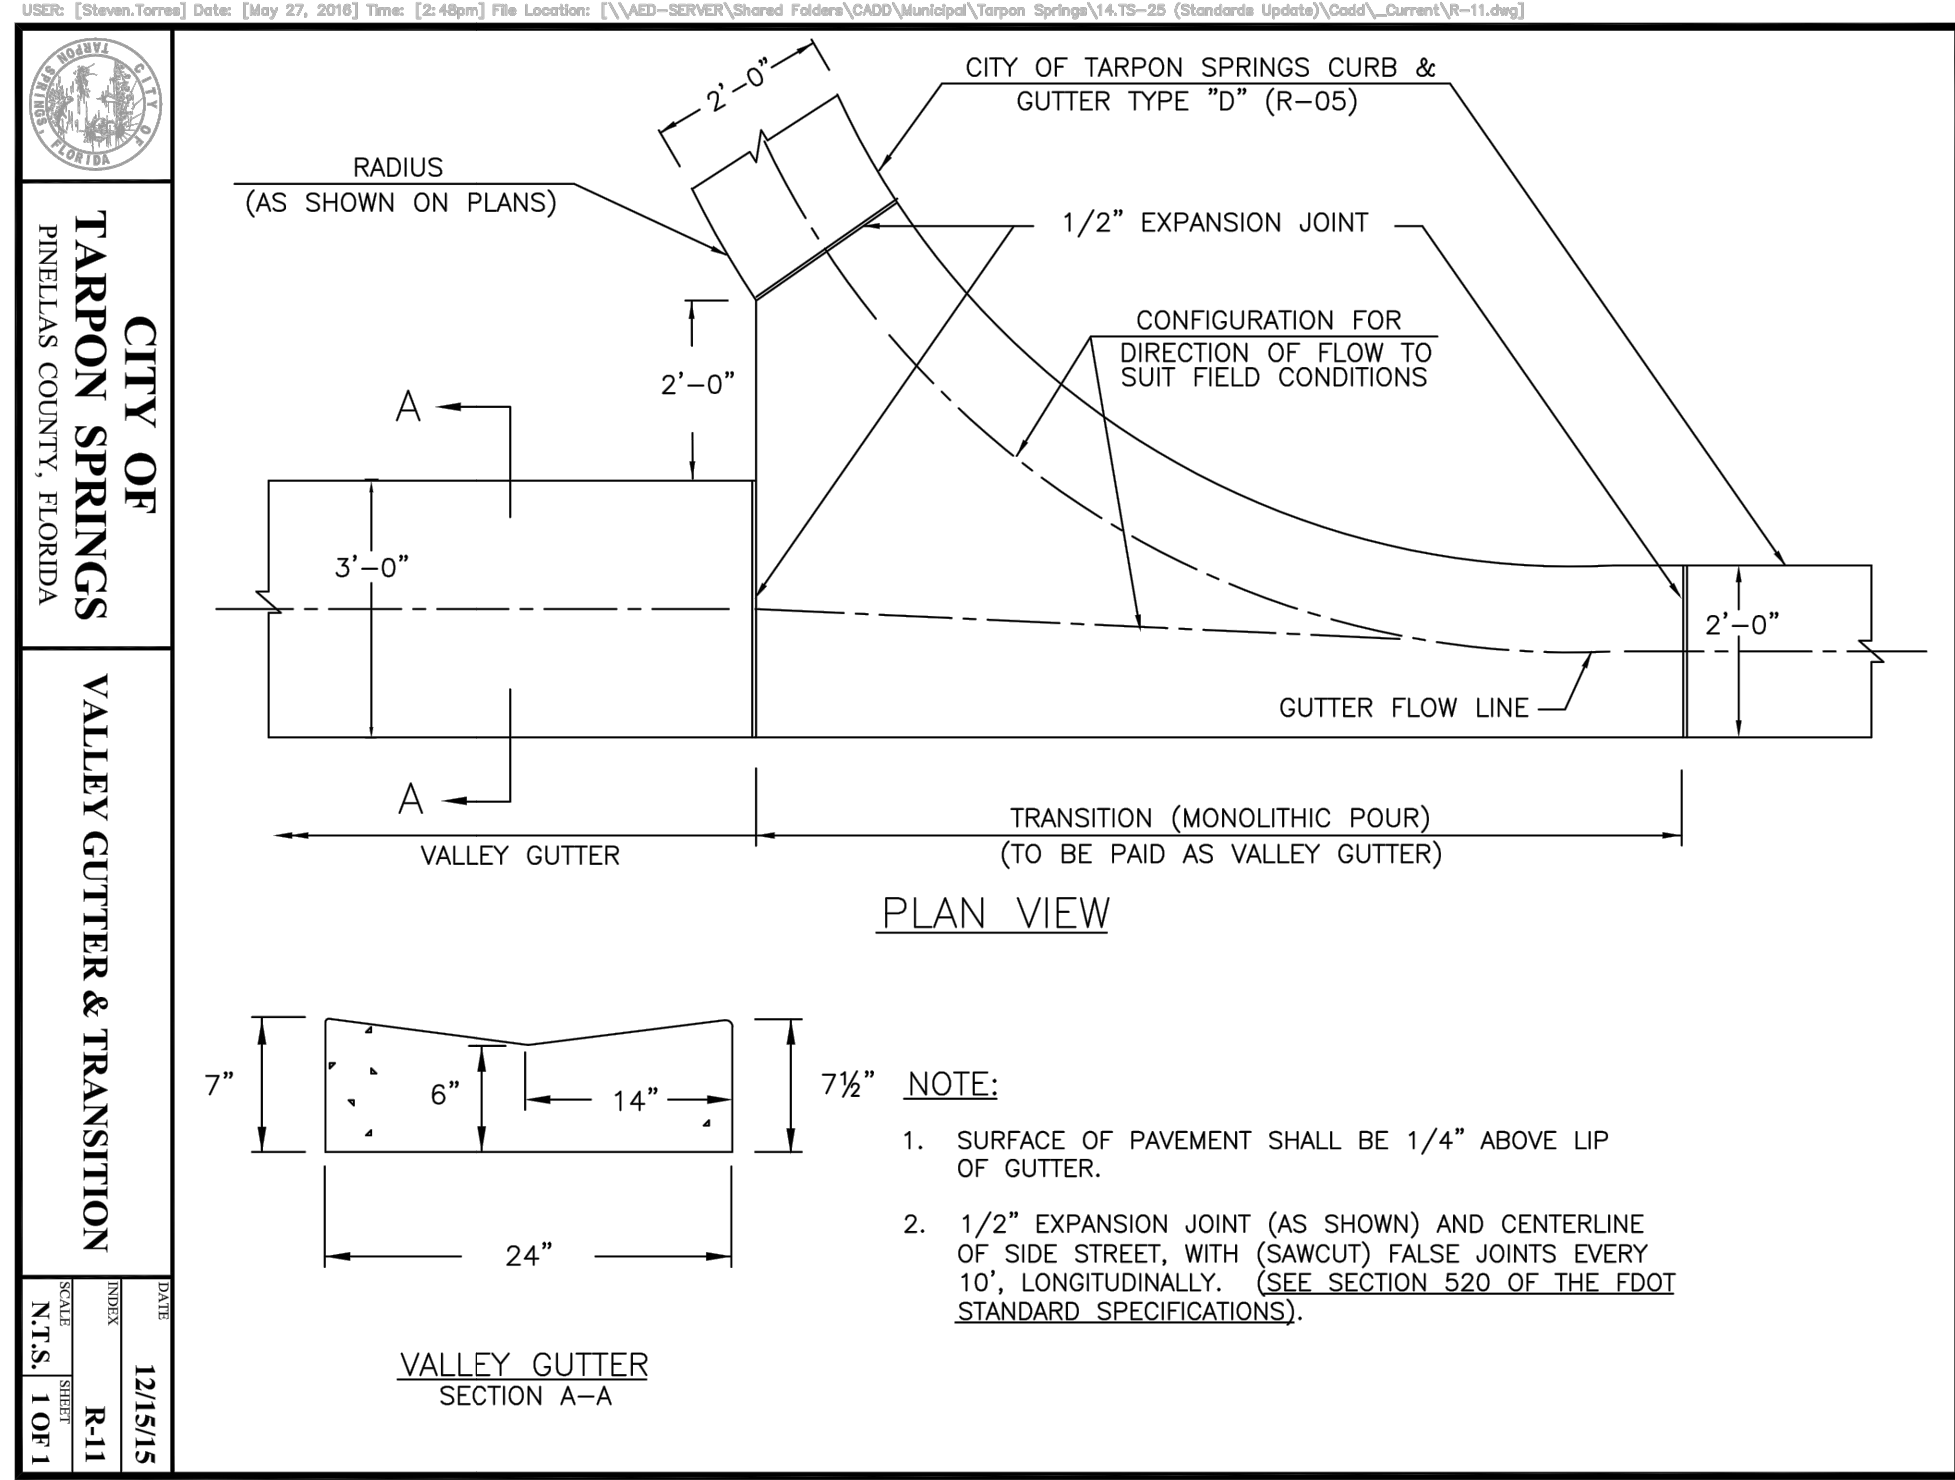 USER: [Steven.Torres] Date: [May 27, 2016] Time: [2:48pm] File Location: [\\AED-SERVER\Shared Folders\CADD\Municipal\Tarpon Springs\14.TS-25 (Standards Update)\Cadd\_Current\R-11.dwg]
CITY OF TARPON SPRINGS, FLORIDA
CITY OF
TARPON SPRINGS
PINELLAS COUNTY, FLORIDA
VALLEY GUTTER & TRANSITION
DATE
12/15/15
INDEX
R-11
SCALE
N.T.S.
SHEET
1 OF 1
2'-0"
CITY OF TARPON SPRINGS CURB &
GUTTER TYPE "D" (R-05)
RADIUS
(AS SHOWN ON PLANS)
1/2" EXPANSION JOINT
CONFIGURATION FOR
DIRECTION OF FLOW TO
SUIT FIELD CONDITIONS
2'-0"
A
3'-0"
2'-0"
GUTTER FLOW LINE
A
TRANSITION (MONOLITHIC POUR)
(TO BE PAID AS VALLEY GUTTER)
VALLEY GUTTER
PLAN VIEW
7"
6"
14"
7½"
24"
VALLEY GUTTER
SECTION A-A
NOTE:
1. SURFACE OF PAVEMENT SHALL BE 1/4" ABOVE LIP
OF GUTTER.
2. 1/2" EXPANSION JOINT (AS SHOWN) AND CENTERLINE
OF SIDE STREET, WITH (SAWCUT) FALSE JOINTS EVERY
10', LONGITUDINALLY. (SEE SECTION 520 OF THE FDOT
STANDARD SPECIFICATIONS).